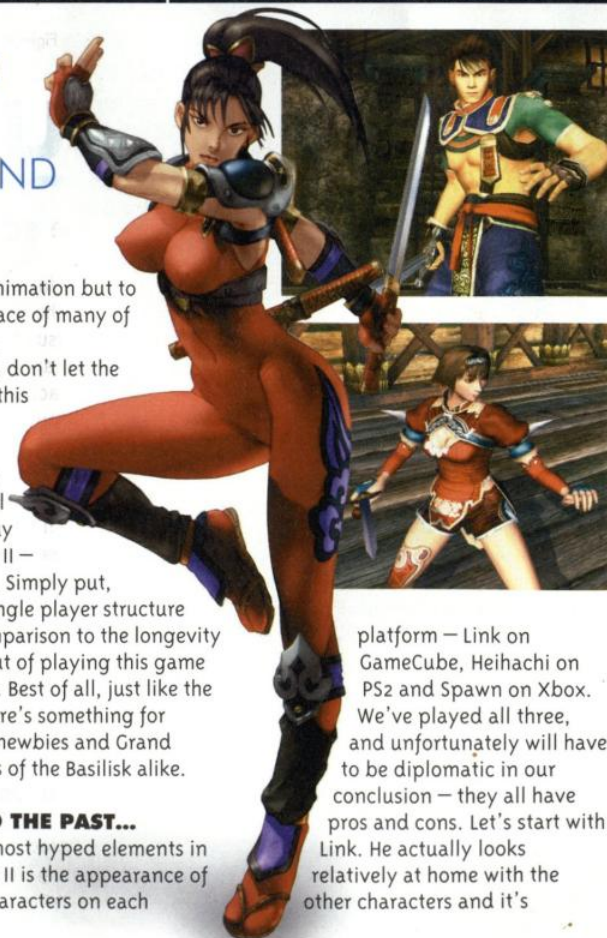 ND
nimation but to
ace of many of
don't let the
this
l
y
II –
Simply put,
ngle player structure
mparison to the longevity
ut of playing this game
. Best of all, just like the
re's something for
newbies and Grand
s of the Basilisk alike.
O THE PAST...
most hyped elements in
II is the appearance of
aracters on each
platform – Link on
GameCube, Heihachi on
PS2 and Spawn on Xbox.
We've played all three,
and unfortunately will have
to be diplomatic in our
conclusion – they all have
pros and cons. Let's start with
Link. He actually looks
relatively at home with the
other characters and it's